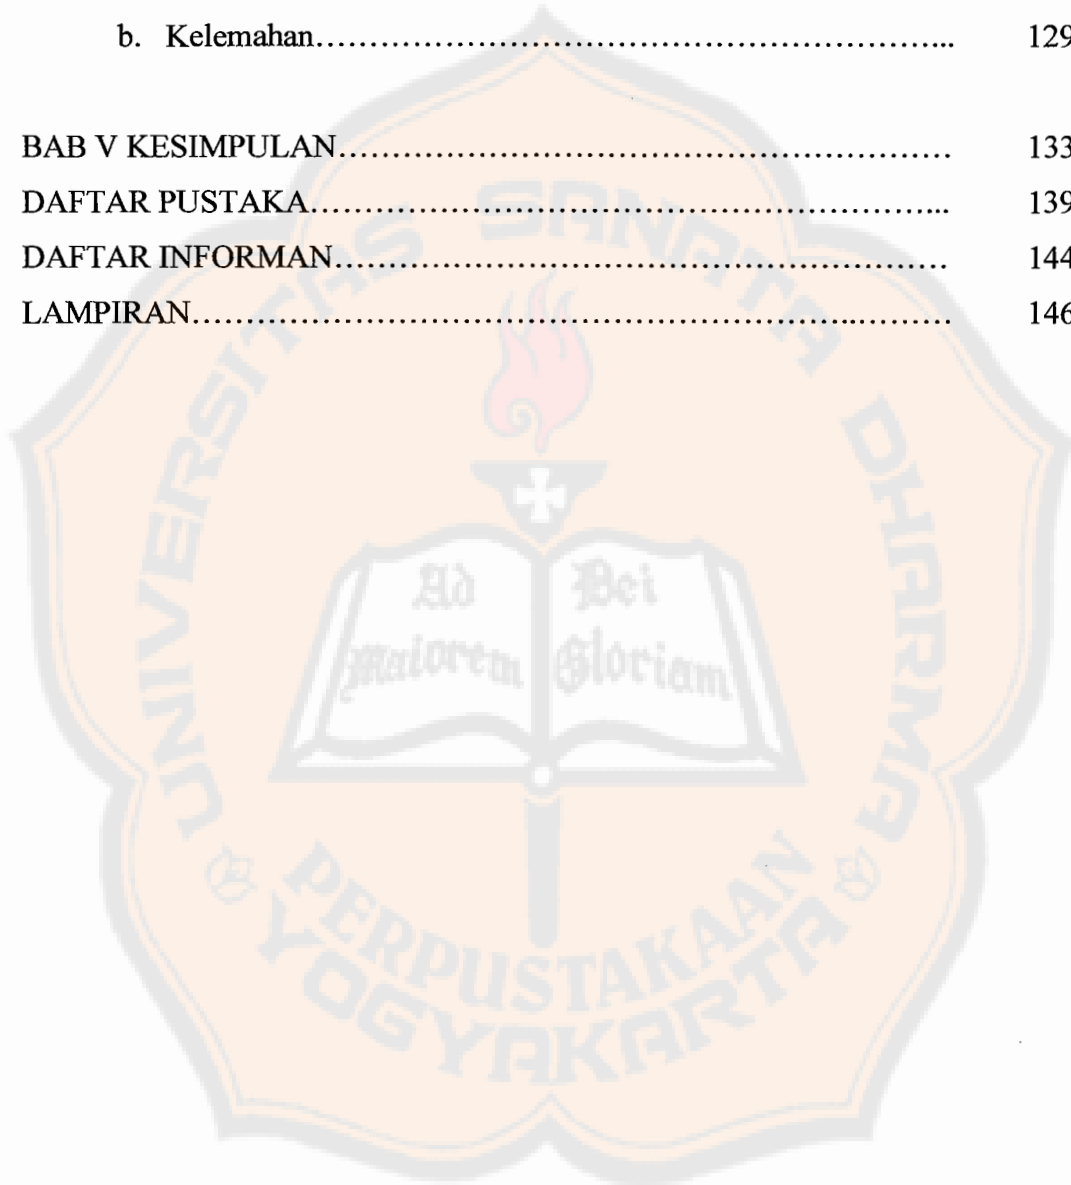 b. Kelemahan………………………………………………………... 129
BAB V KESIMPULAN………………………………………………… 133
DAFTAR PUSTAKA…………………………………………………... 139
DAFTAR INFORMAN………………………………………………… 144
LAMPIRAN……………………………………………………..……… 146
UNIVERSITAS SANATA DHARMA
Ad Dei
Maiorem Gloriam
PERPUSTAKAAN
YOGYAKARTA